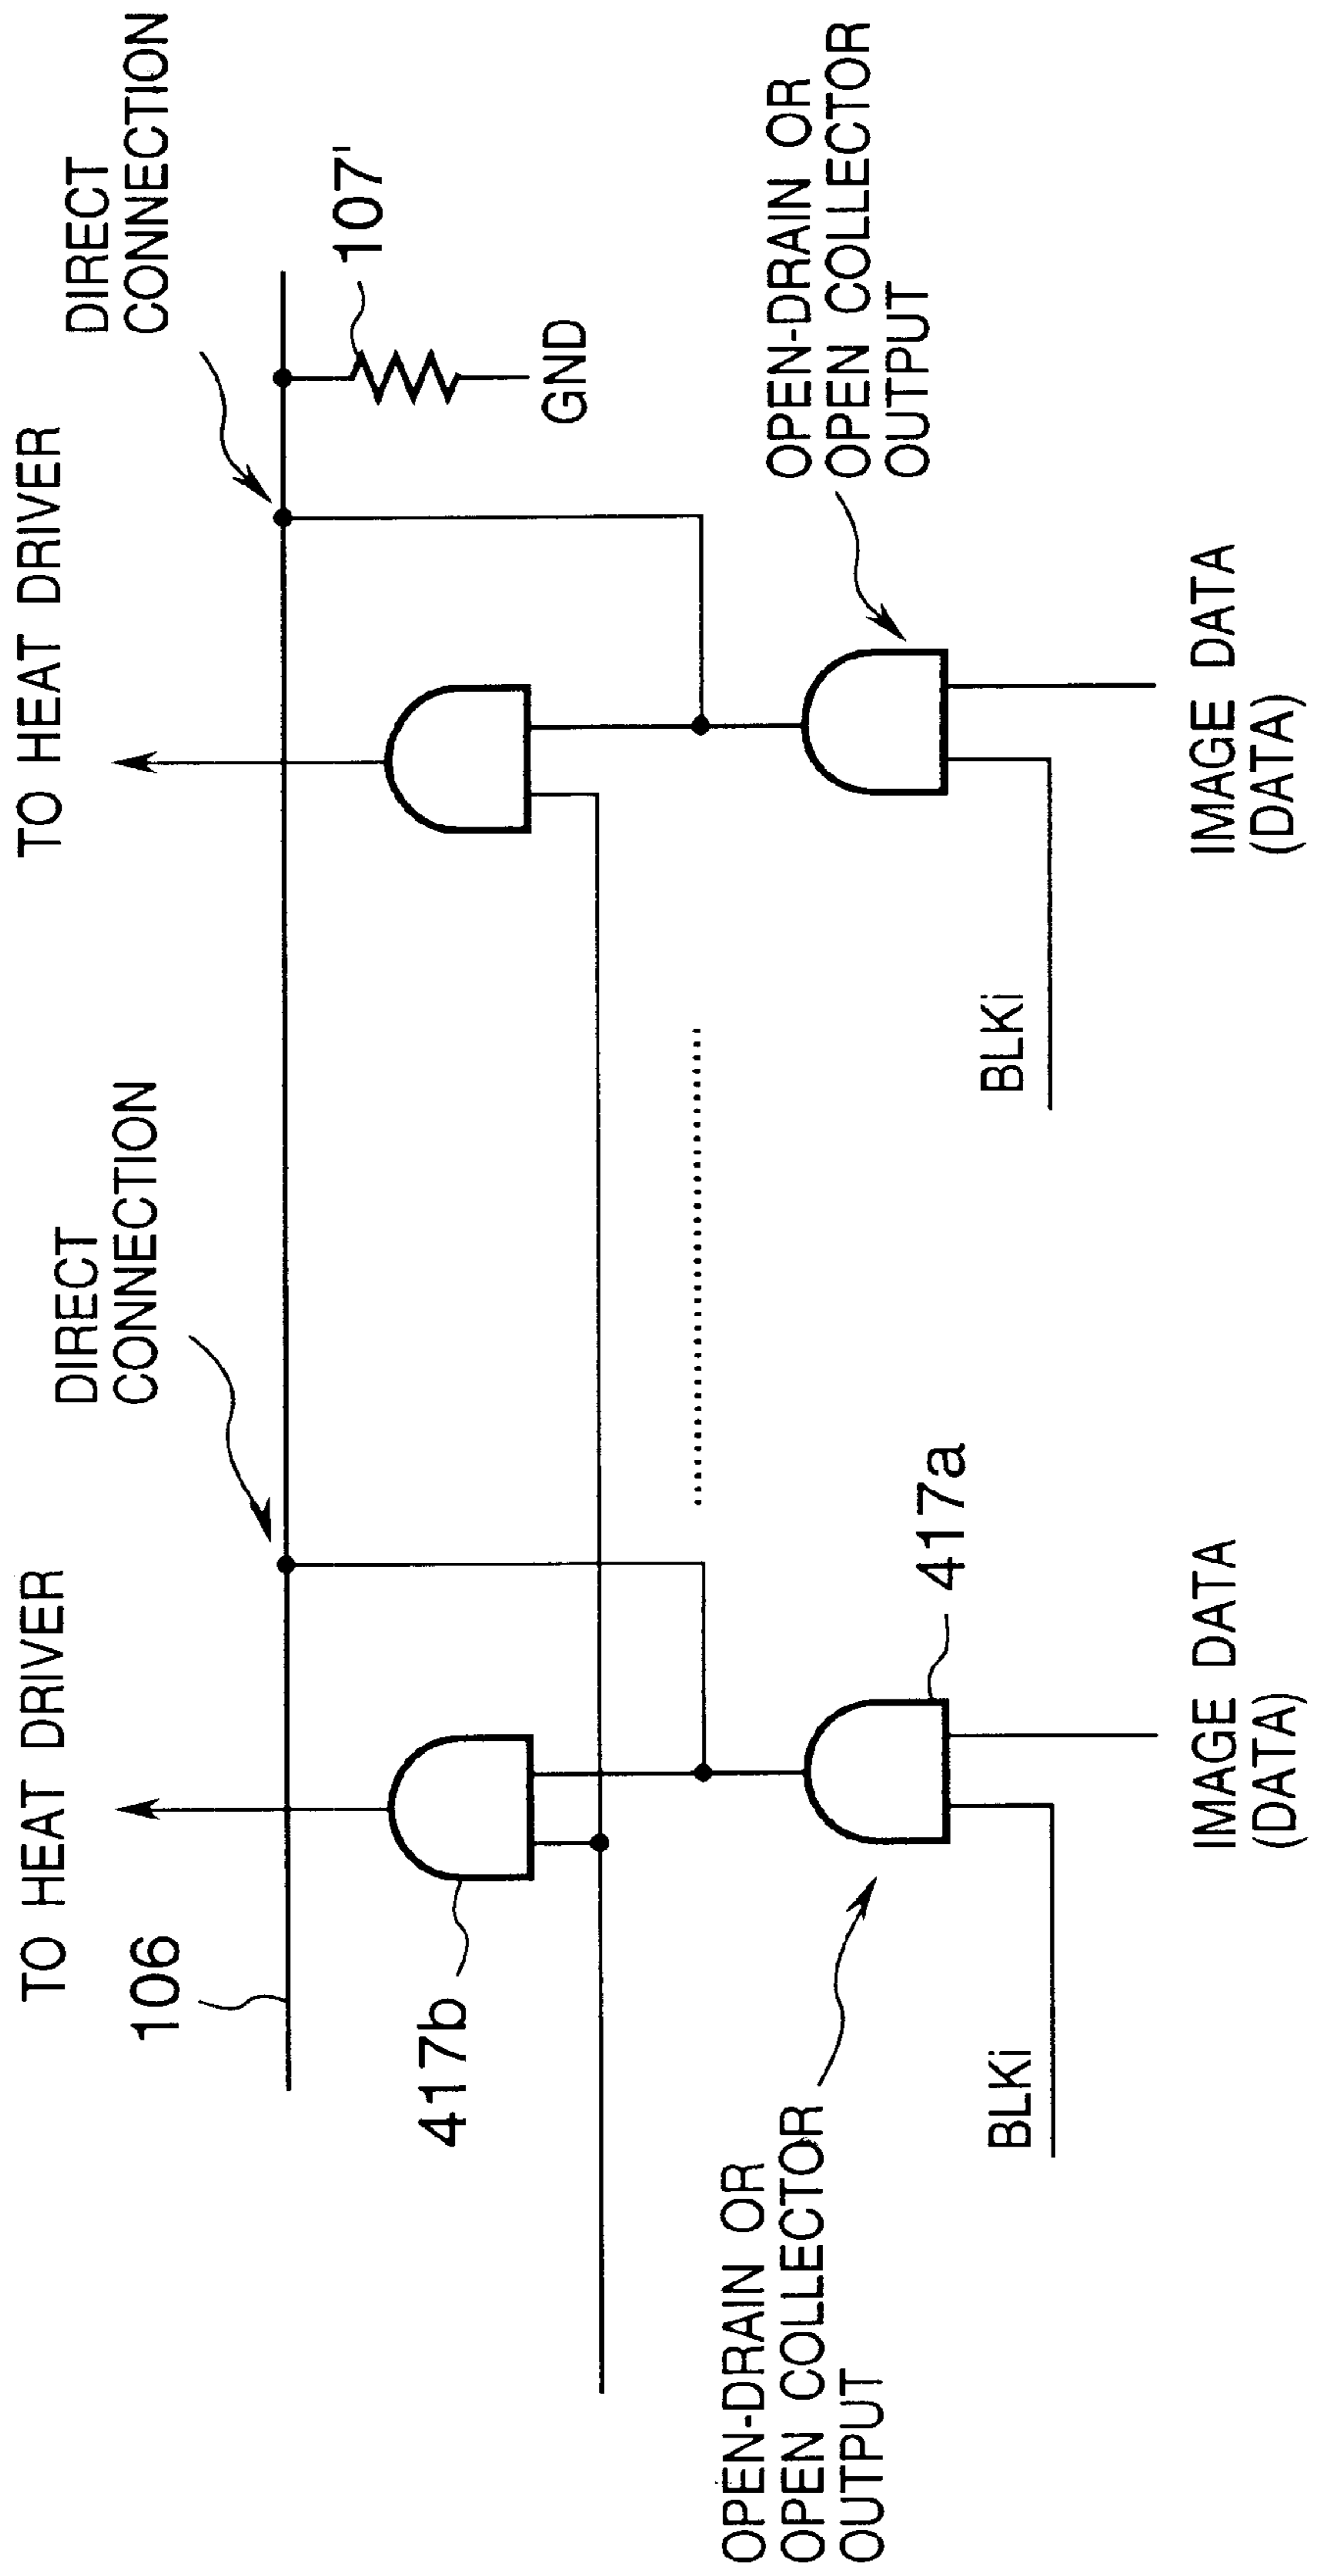 TO HEAT DRIVER
106
417b
OPEN-DRAIN OR
OPEN COLLECTOR
OUTPUT
BLKi
DIRECT
CONNECTION
417a
IMAGE DATA
(DATA)
TO HEAT DRIVER
DIRECT
CONNECTION
107'
GND
OPEN-DRAIN OR
OPEN COLLECTOR
OUTPUT
BLKi
IMAGE DATA
(DATA)